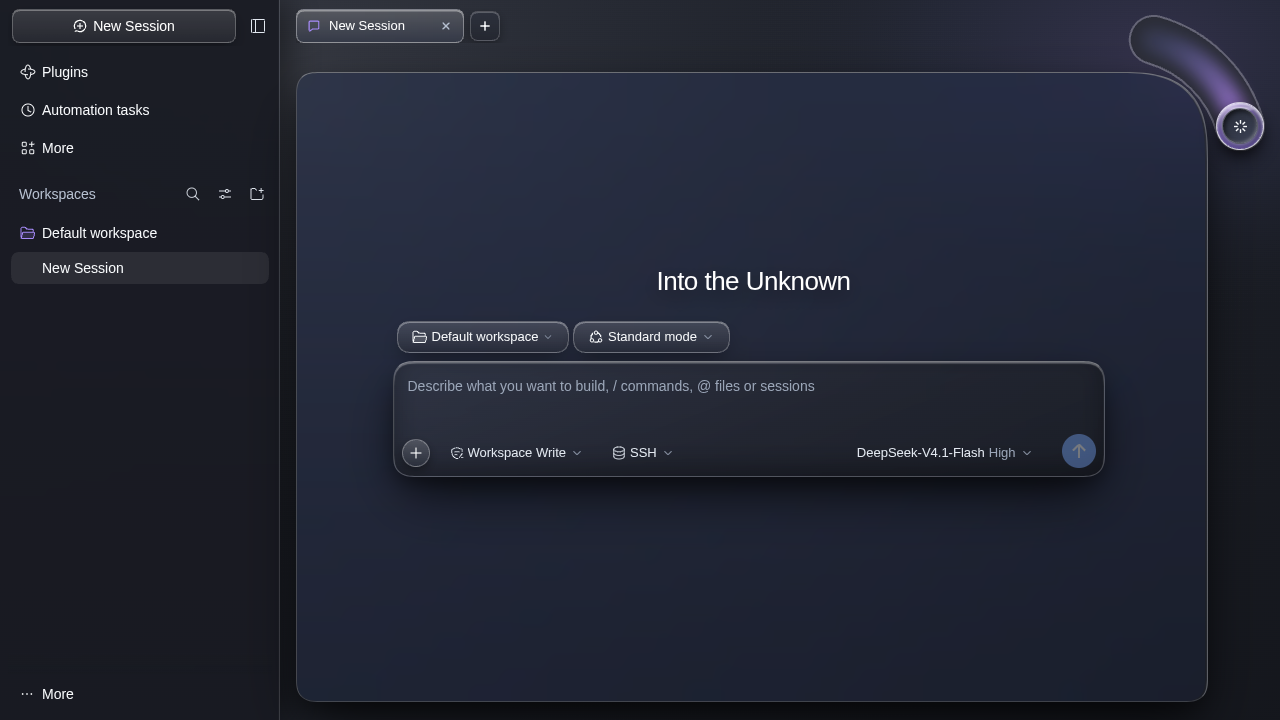 New Session
Plugins
Automation tasks
More
Workspaces
Default workspace
New Session
More
New Session
Into the Unknown
Default workspace
Standard mode
Describe what you want to build, / commands, @ files or sessions
Workspace Write
SSH
DeepSeek-V4.1-Flash High